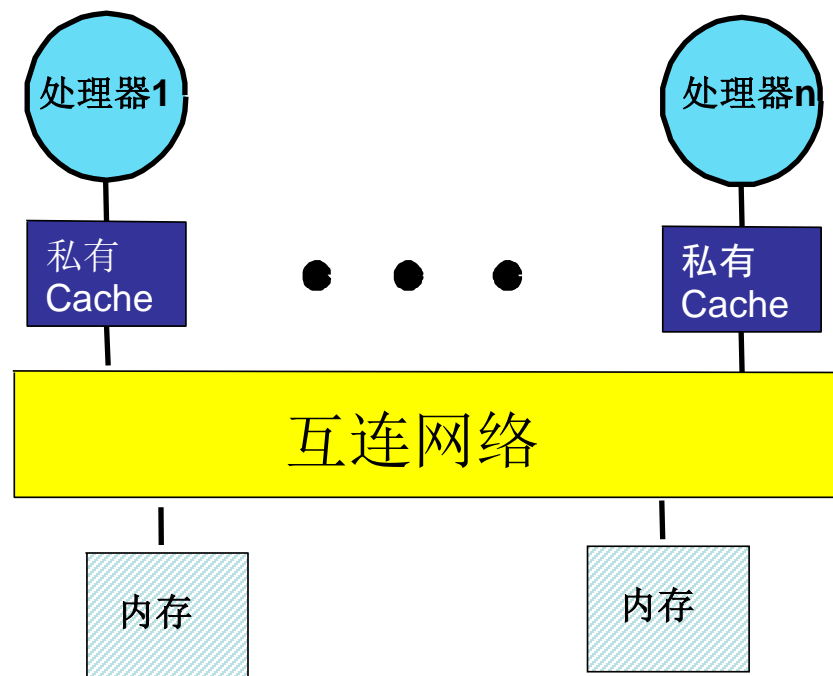 处理器1
处理器n
私有
Cache
私有
Cache
互连网络
内存
内存